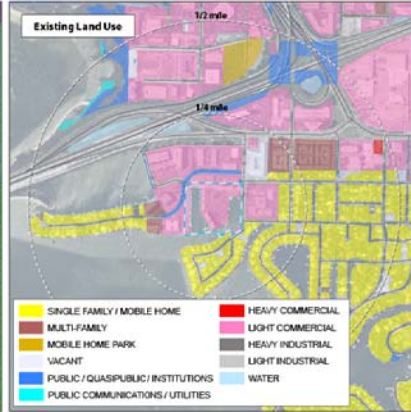 Existing Land Use
1/2 mile
1/4 mile
SINGLE FAMILY / MOBILE HOME
MULTI-FAMILY
MOBILE HOME PARK
VACANT
PUBLIC / QUASIPUBLIC / INSTITUTIONS
PUBLIC COMMUNICATIONS / UTILITIES
HEAVY COMMERCIAL
LIGHT COMMERCIAL
HEAVY INDUSTRIAL
LIGHT INDUSTRIAL
WATER